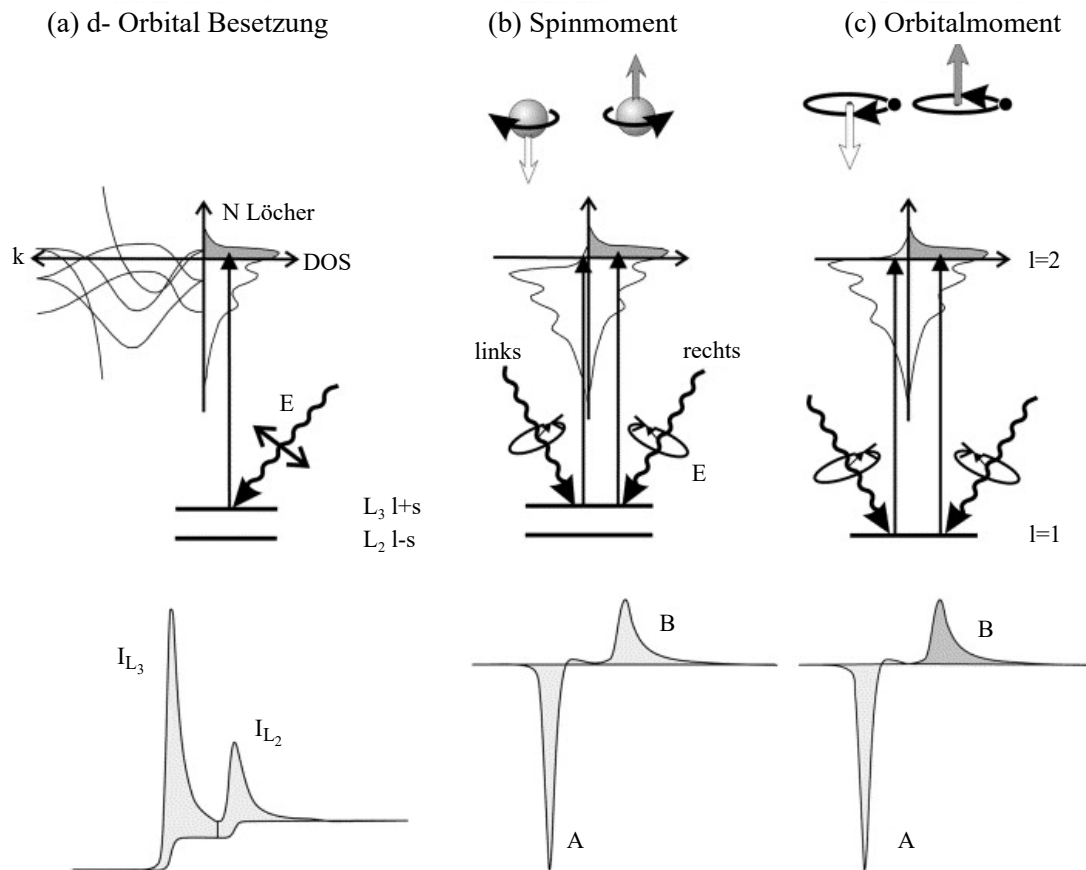 (a) d- Orbital Besetzung
(b) Spinmoment
(c) Orbitalmoment
N Löcher
k
DOS
E
L3 l+s
L2 l-s
links
rechts
E
l=2
l=1
IL3
IL2
A
B
A
B